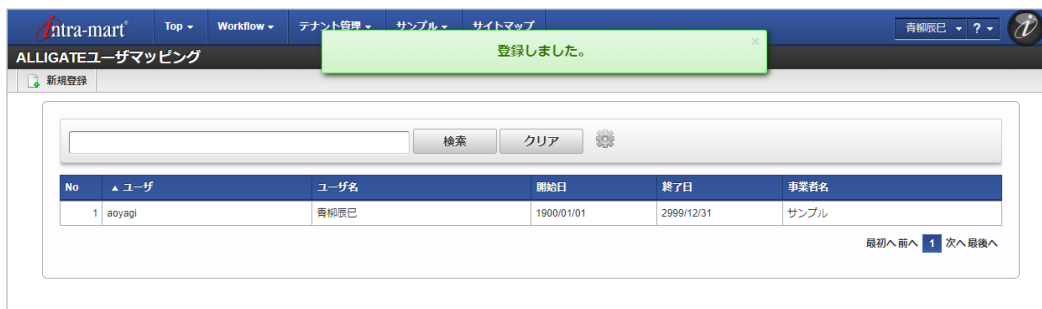 intra-mart® Top Workflow テナント管理 サンプル サイトマップ 青柳辰巳 ?
登録しました。 ×
ALLIGATEユーザマッピング
新規登録
検索 クリア
No ▲ ユーザ ユーザ名 開始日 終了日 事業者名
1 aoyagi 青柳辰巳 1900/01/01 2999/12/31 サンプル
最初へ 前へ 1 次へ 最後へ